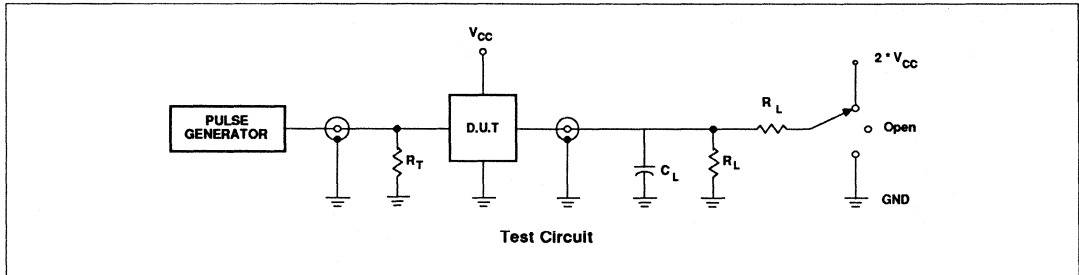 V_CC
2 * V_CC
PULSE GENERATOR
D.U.T
R_L
Open
R_T
C_L
R_L
GND
Test Circuit